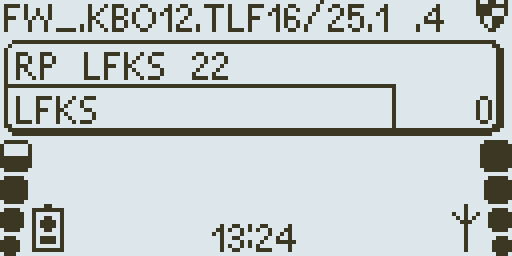 FW_.KBO12.TLF16/25.1 .4
RP LFKS 22
LFKS 0
13:24